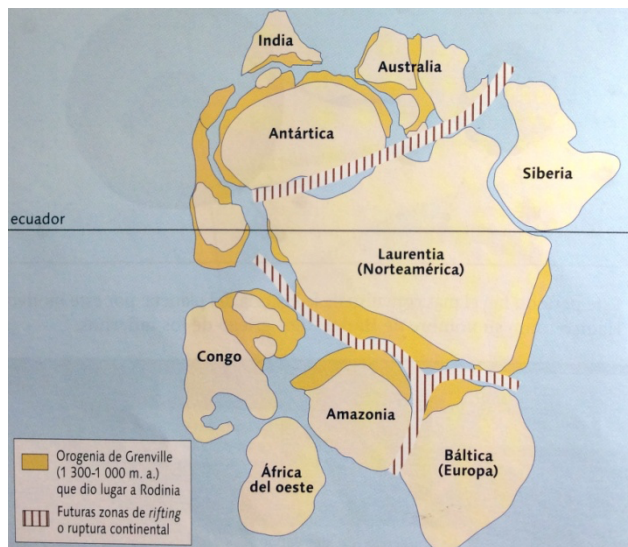 India
Australia
Antártica
Siberia
ecuador
Laurentia
(Norteamérica)
Congo
Amazonia
Báltica
(Europa)
África
del oeste
Orogenia de Grenville
(1 300-1 000 m. a.)
que dio lugar a Rodinia
Futuras zonas de rifting
o ruptura continental